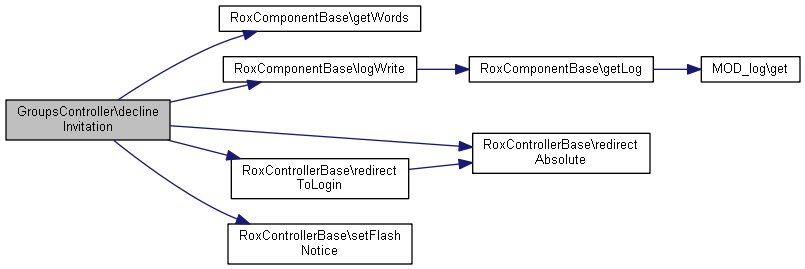 RoxComponentBase\getWords
RoxComponentBase\logWrite
RoxComponentBase\getLog
MOD_log\get
GroupsController\decline
Invitation
RoxControllerBase\redirect
Absolute
RoxControllerBase\redirect
ToLogin
RoxControllerBase\setFlash
Notice